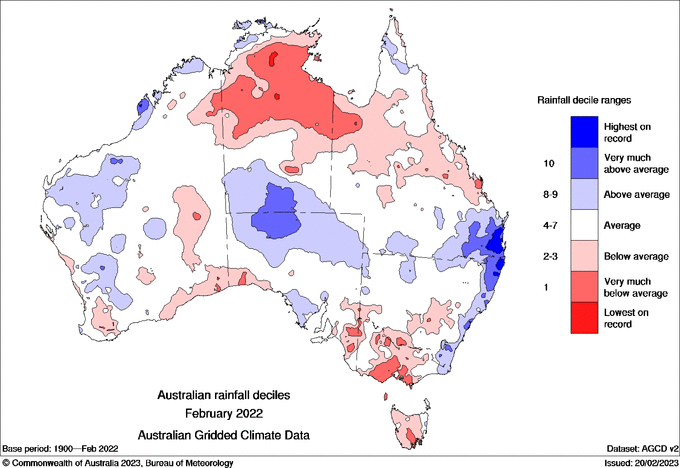 Rainfall decile ranges
Highest on
record
10
Very much
above average
8-9
Above average
4-7
Average
2-3
Below average
1
Very much
below average
Lowest on
record
Australian rainfall deciles
February 2022
Australian Gridded Climate Data
Base period: 1900—Feb 2022
Dataset: AGCD v2
© Commonwealth of Australia 2023, Bureau of Meteorology
Issued: 20/02/2023